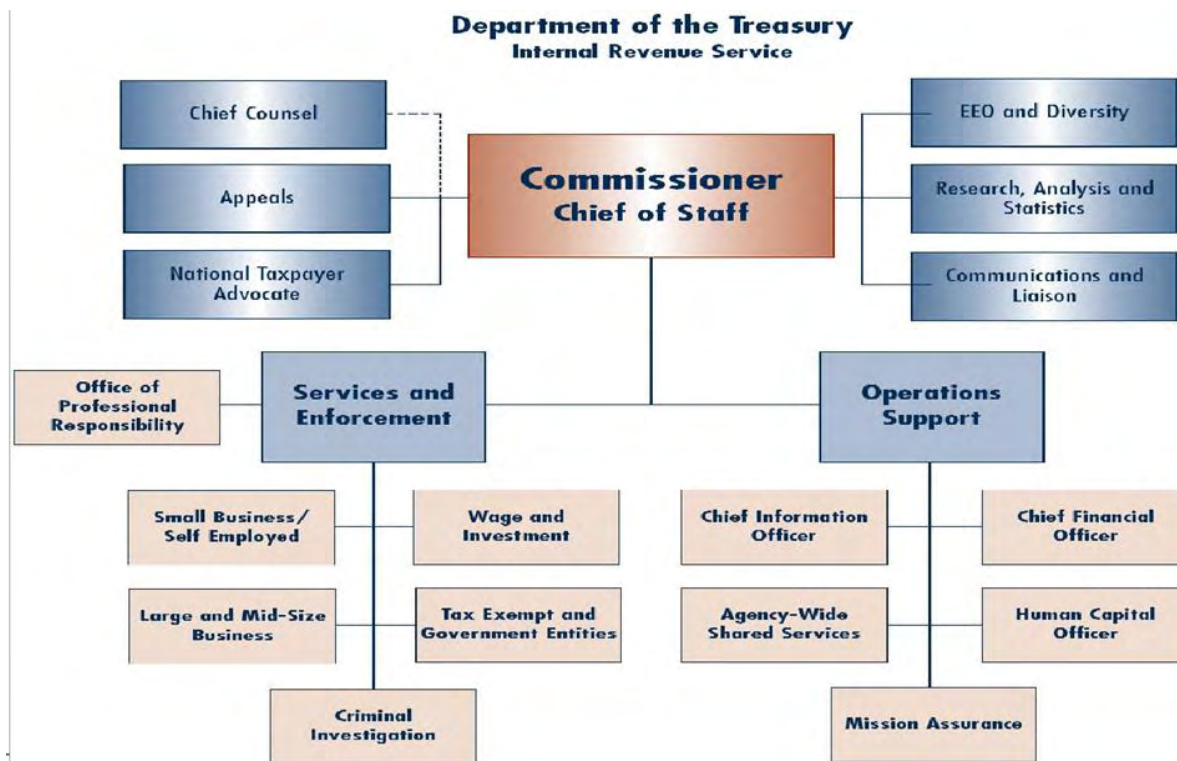 Department of the Treasury
Internal Revenue Service
Chief Counsel
Appeals
National Taxpayer
Advocate
Commissioner
Chief of Staff
EEO and Diversity
Research, Analysis and
Statistics
Communications and
Liaison
Office of
Professional
Responsibility
Services and
Enforcement
Operations
Support
Small Business/
Self Employed
Wage and
Investment
Large and Mid-Size
Business
Tax Exempt and
Government Entities
Criminal
Investigation
Chief Information
Officer
Chief Financial
Officer
Agency-Wide
Shared Services
Human Capital
Officer
Mission Assurance